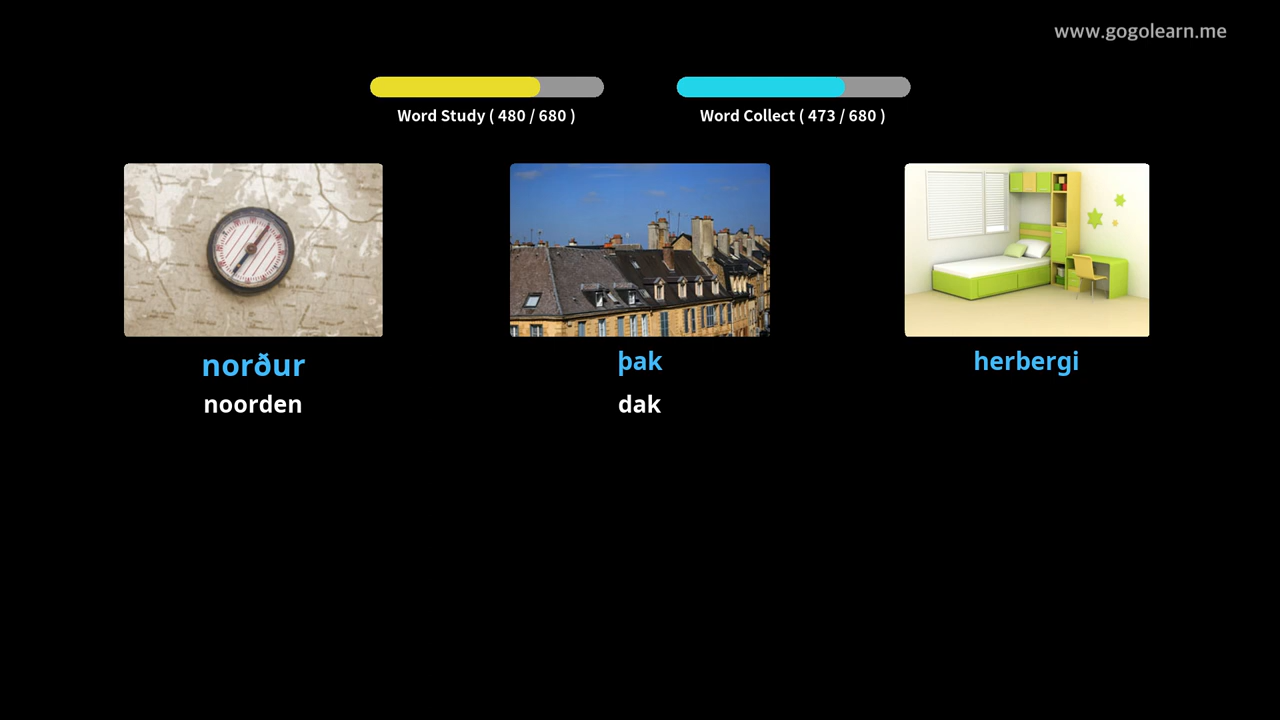 www.gogolearn.me
Word Study ( 480 / 680 )
Word Collect ( 473 / 680 )
norður
þak
herbergi
noorden
dak